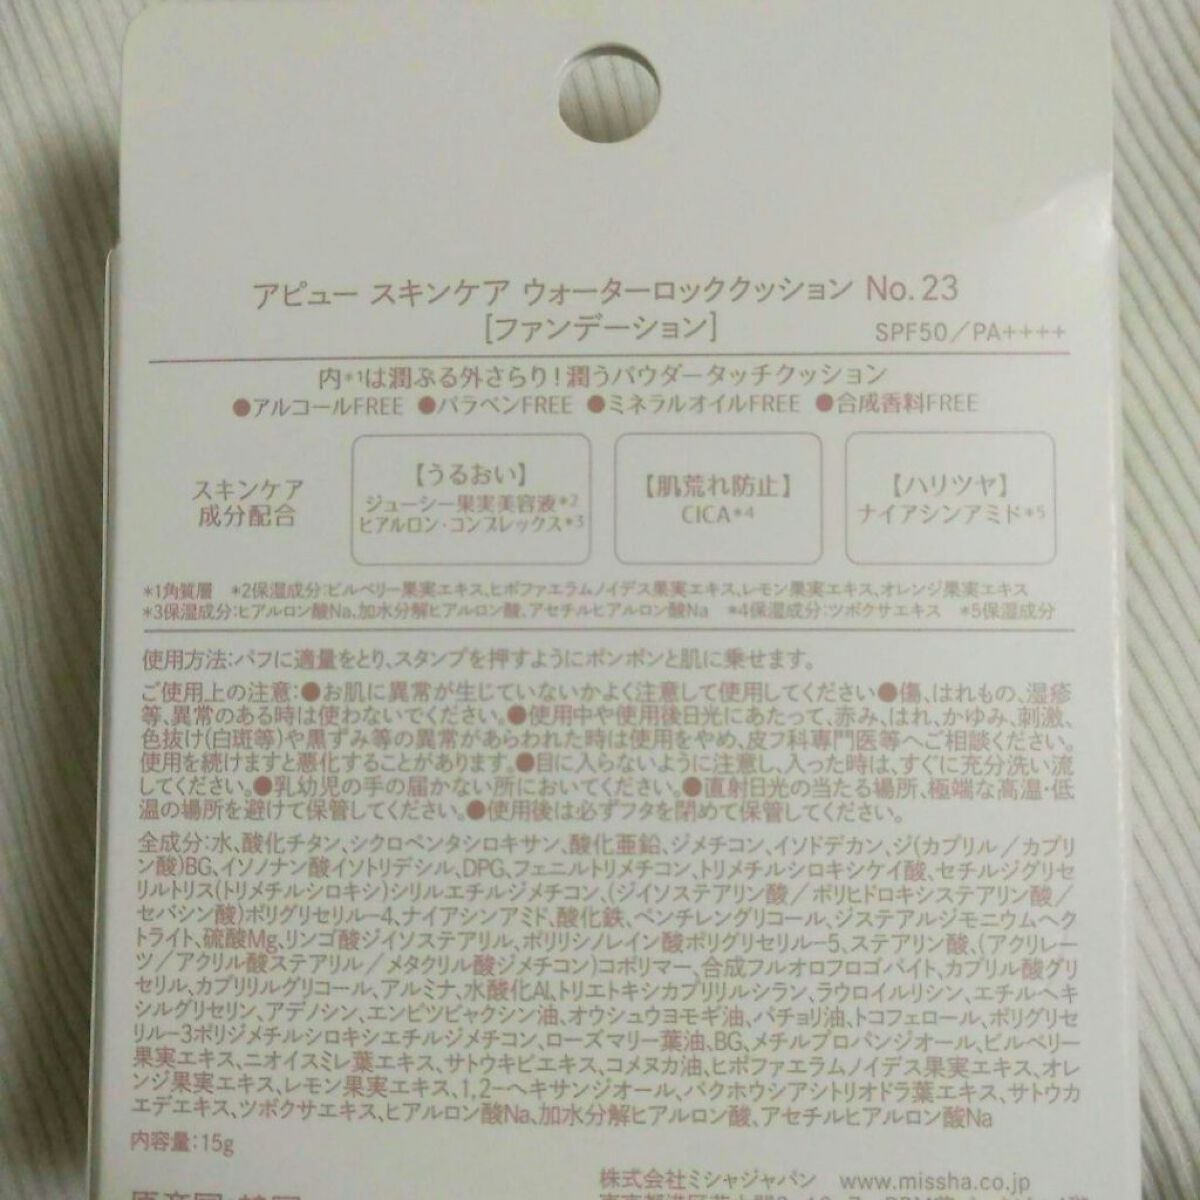 アピュー スキンケア ウォーターロッククッション No.23
[ファンデーション]
SPF50／PA++++
内*1は潤ぷる外さらり！潤うパウダータッチクッション
●アルコールFREE ●パラベンFREE ●ミネラルオイルFREE ●合成香料FREE
スキンケア
成分配合
【うるおい】
ジューシー果実美容液*2
ヒアルロン・コンプレックス*3
【肌荒れ防止】
CICA*4
【ハリツヤ】
ナイアシンアミド*5
*1角質層 *2保湿成分:ビルベリー果実エキス、ヒポファエラムノイデス果実エキス、レモン果実エキス、オレンジ果実エキス
*3保湿成分:ヒアルロン酸Na、加水分解ヒアルロン酸、アセチルヒアルロン酸Na *4保湿成分:ツボクサエキス *5保湿成分
使用方法:パフに適量をとり、スタンプを押すようにポンポンと肌に乗せます。
ご使用上の注意:●お肌に異常が生じていないかよく注意して使用してください●傷、はれもの、湿疹
等、異常のある時は使わないでください。●使用中や使用後日光にあたって、赤み、はれ、かゆみ、刺激、
色抜け(白斑等)や黒ずみ等の異常があらわれた時は使用をやめ、皮フ科専門医等へご相談ください。
使用を続けますと悪化することがあります。●目に入らないように注意し、入った時は、すぐに充分洗い流
してください。●乳幼児の手の届かない所においてください。●直射日光の当たる場所、極端な高温・低
温の場所を避けて保管してください。●使用後は必ずフタを閉めて保管してください。
全成分:水、酸化チタン、シクロペンタシロキサン、酸化亜鉛、ジメチコン、イソドデカン、ジ(カプリル／カプリ
ン酸)BG、イソノナン酸イソトリデシル、DPG、フェニルトリメチコン、トリメチルシロキシケイ酸、セチルジグリセ
リルトリス(トリメチルシロキシ)シリルエチルジメチコン、(ジイソステアリン酸／ポリヒドロキシステアリン酸／
セバシン酸)ポリグリセリル-4、ナイアシンアミド、酸化鉄、ペンチレングリコール、ジステアルジモニウムヘク
トライト、硫酸Mg、リンゴ酸ジイソステアリル、ポリリシノレイン酸ポリグリセリル-5、ステアリン酸、(アクリレー
ツ／アクリル酸ステアリル／メタクリル酸ジメチコン)コポリマー、合成フルオロフロゴパイト、カプリル酸グリ
セリル、カプリリルグリコール、アルミナ、水酸化Al、トリエトキシカプリリルシラン、ラウロイルリシン、エチルヘキ
シルグリセリン、アデノシン、エンピツビャクシン油、オウシュウヨモギ油、パチョリ油、トコフェロール、ポリグリセ
リル-3ポリジメチルシロキシエチルジメチコン、ローズマリー葉油、BG、メチルプロパンジオール、ビルベリー
果実エキス、ニオイスミレ葉エキス、サトウキビエキス、コメヌカ油、ヒポファエラムノイデス果実エキス、オレ
ンジ果実エキス、レモン果実エキス、1,2-ヘキサンジオール、パクホウシアシトリオドラ葉エキス、サトウカ
エデエキス、ツボクサエキス、ヒアルロン酸Na、加水分解ヒアルロン酸、アセチルヒアルロン酸Na
内容量:15g
株式会社ミシャジャパン www.missha.co.jp